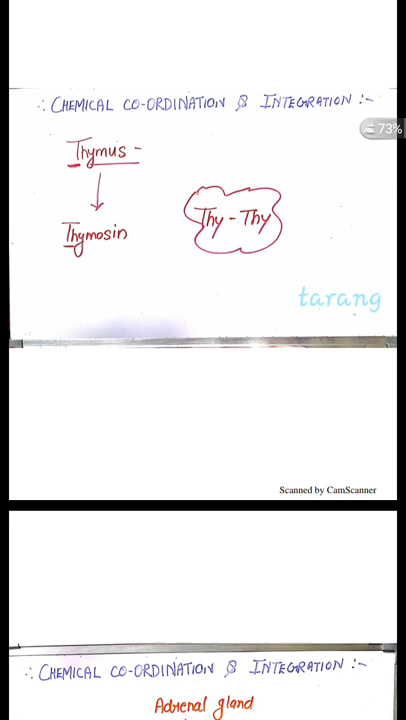 ∴ CHEMICAL CO-ORDINATION & INTEGRATION :-
73%
Thymus -
↓
Thymosin
Thy - Thy
tarang
Scanned by CamScanner
∴ CHEMICAL CO-ORDINATION & INTEGRATION :-
Adrenal gland